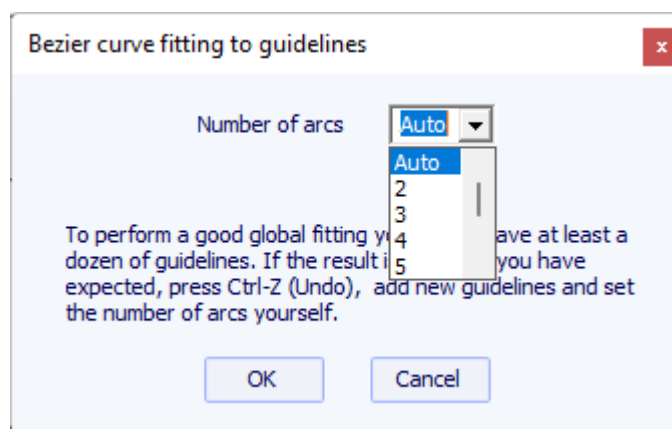 Bezier curve fitting to guidelines
x
Number of arcs Auto
Auto
2
3
4
5
To perform a good global fitting ave at least a
dozen of guidelines. If the result you have
expected, press Ctrl-Z (Undo), add new guidelines and set
the number of arcs yourself.
OK Cancel